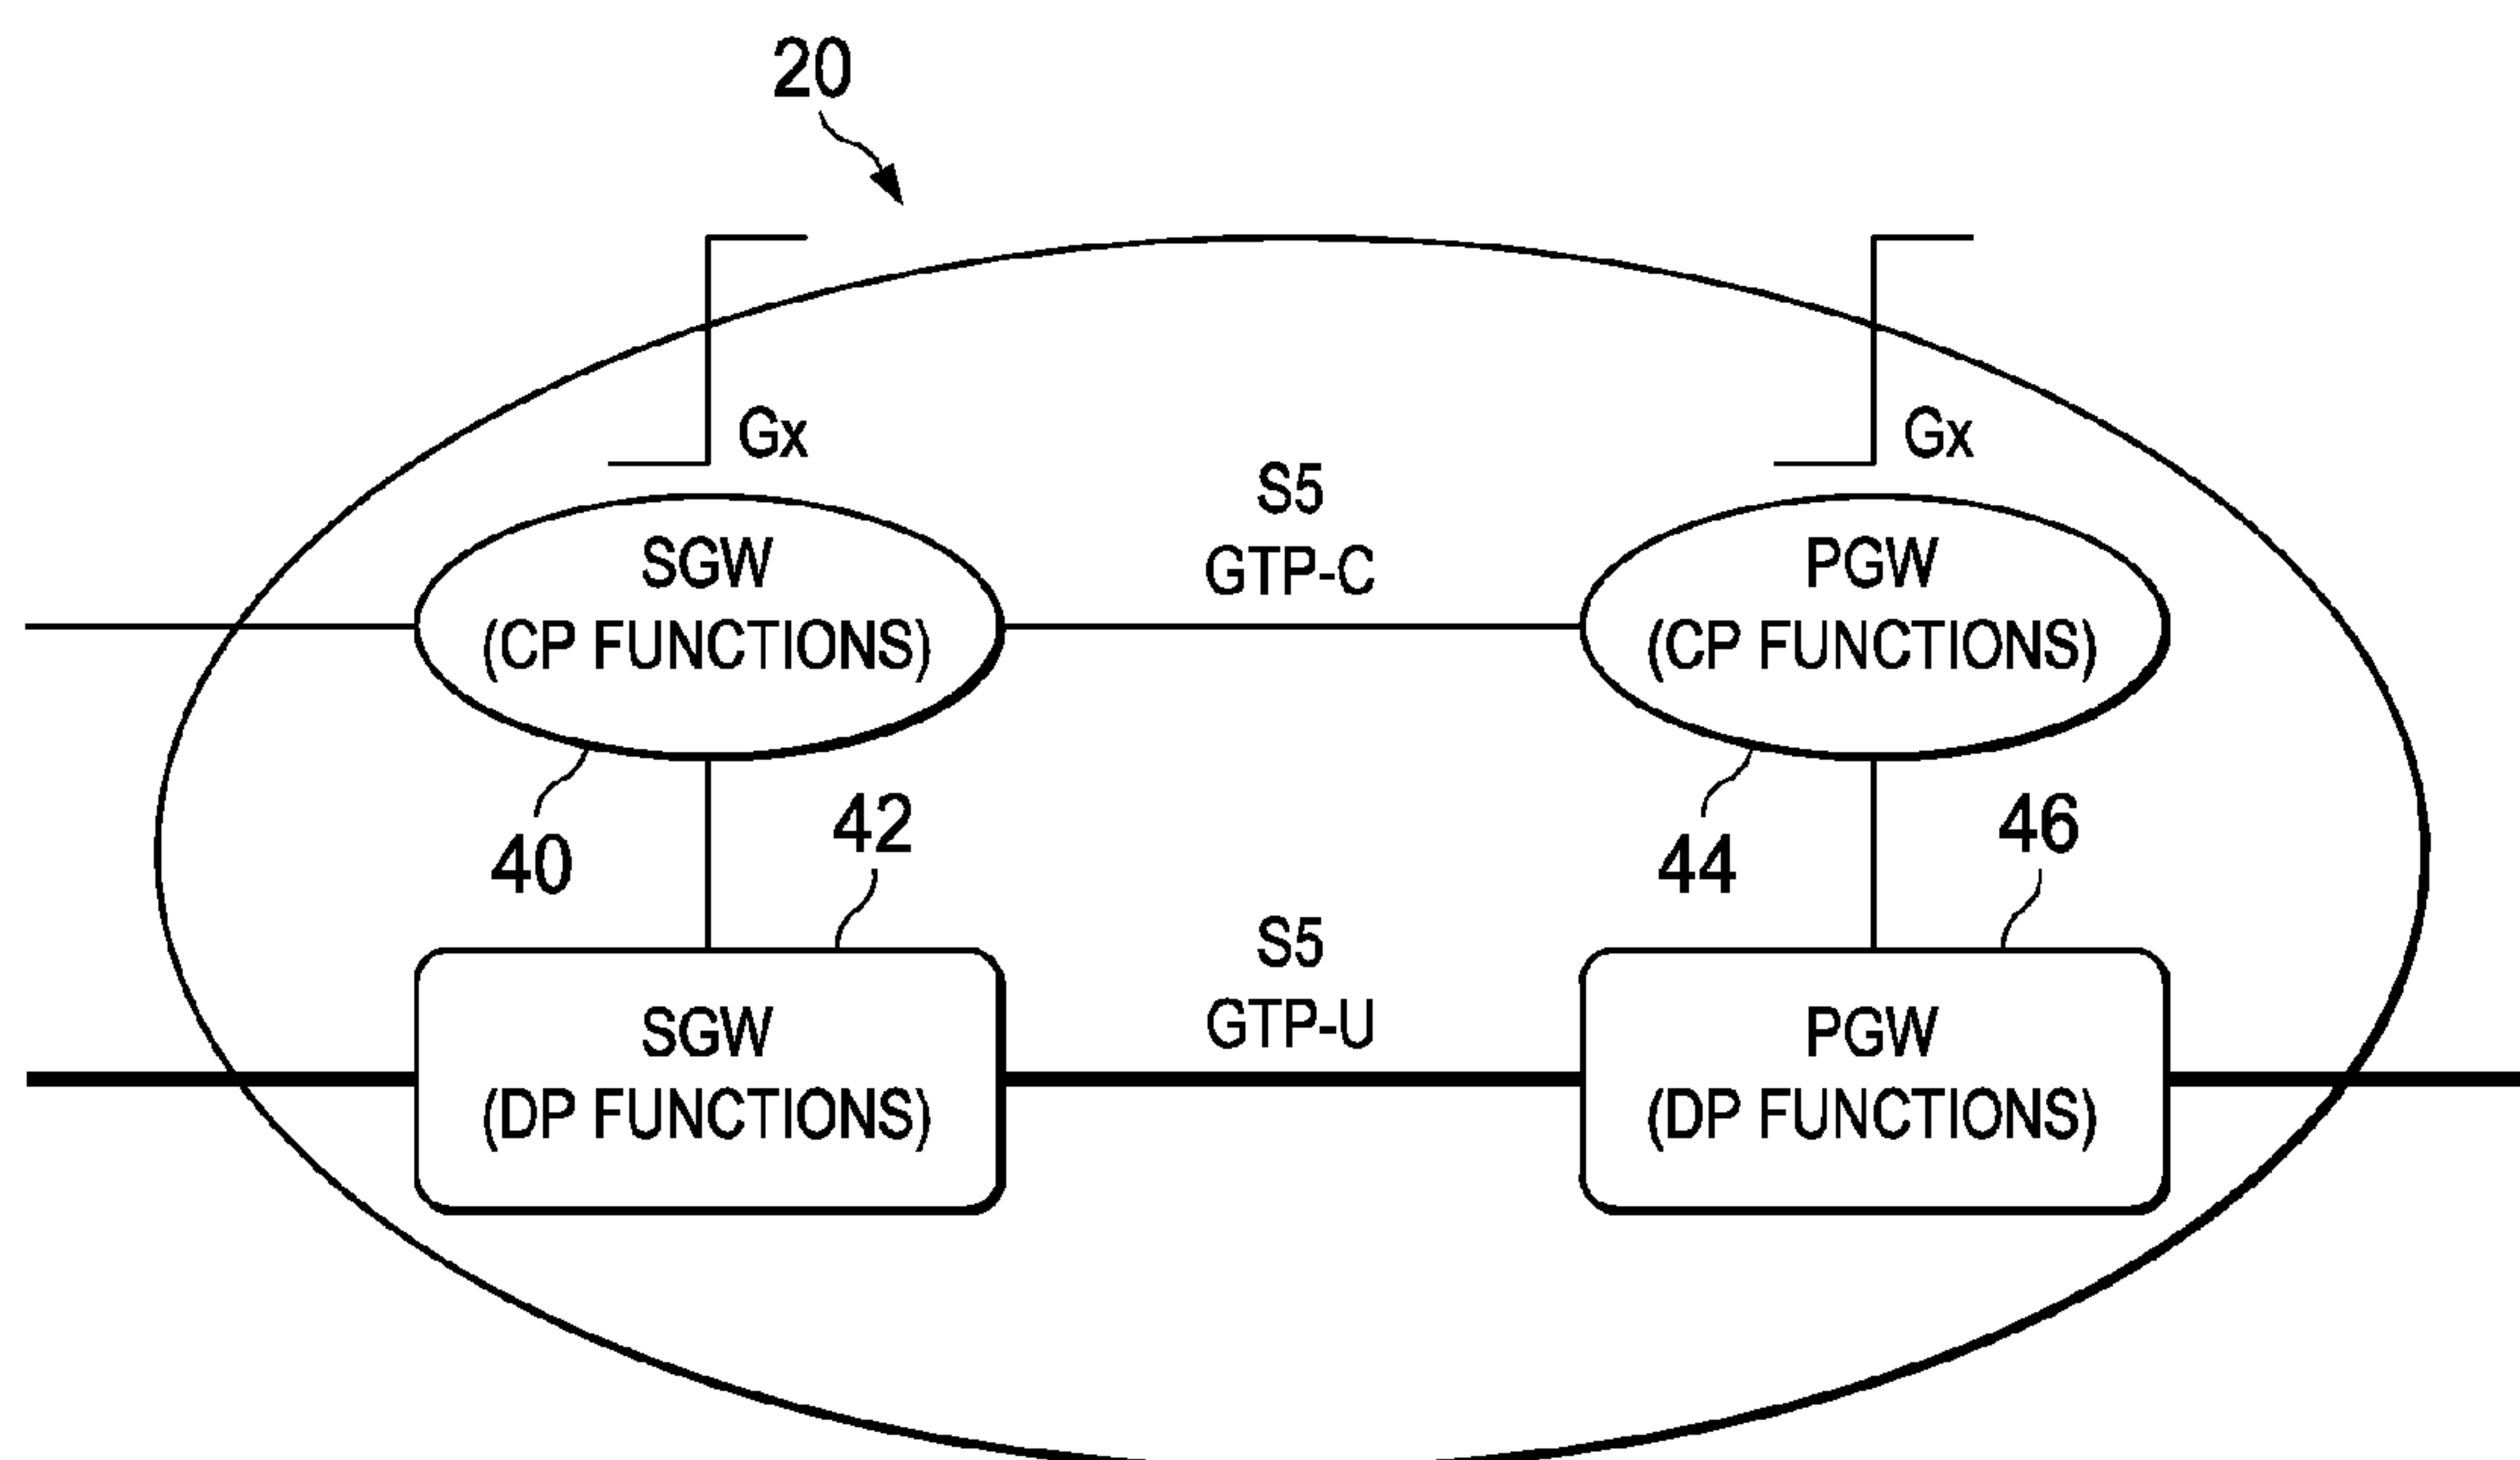 20
Gx
Gx
S5
GTP-C
SGW
(CP FUNCTIONS)
PGW
(CP FUNCTIONS)
40
42
44
46
S5
GTP-U
SGW
(DP FUNCTIONS)
PGW
(DP FUNCTIONS)